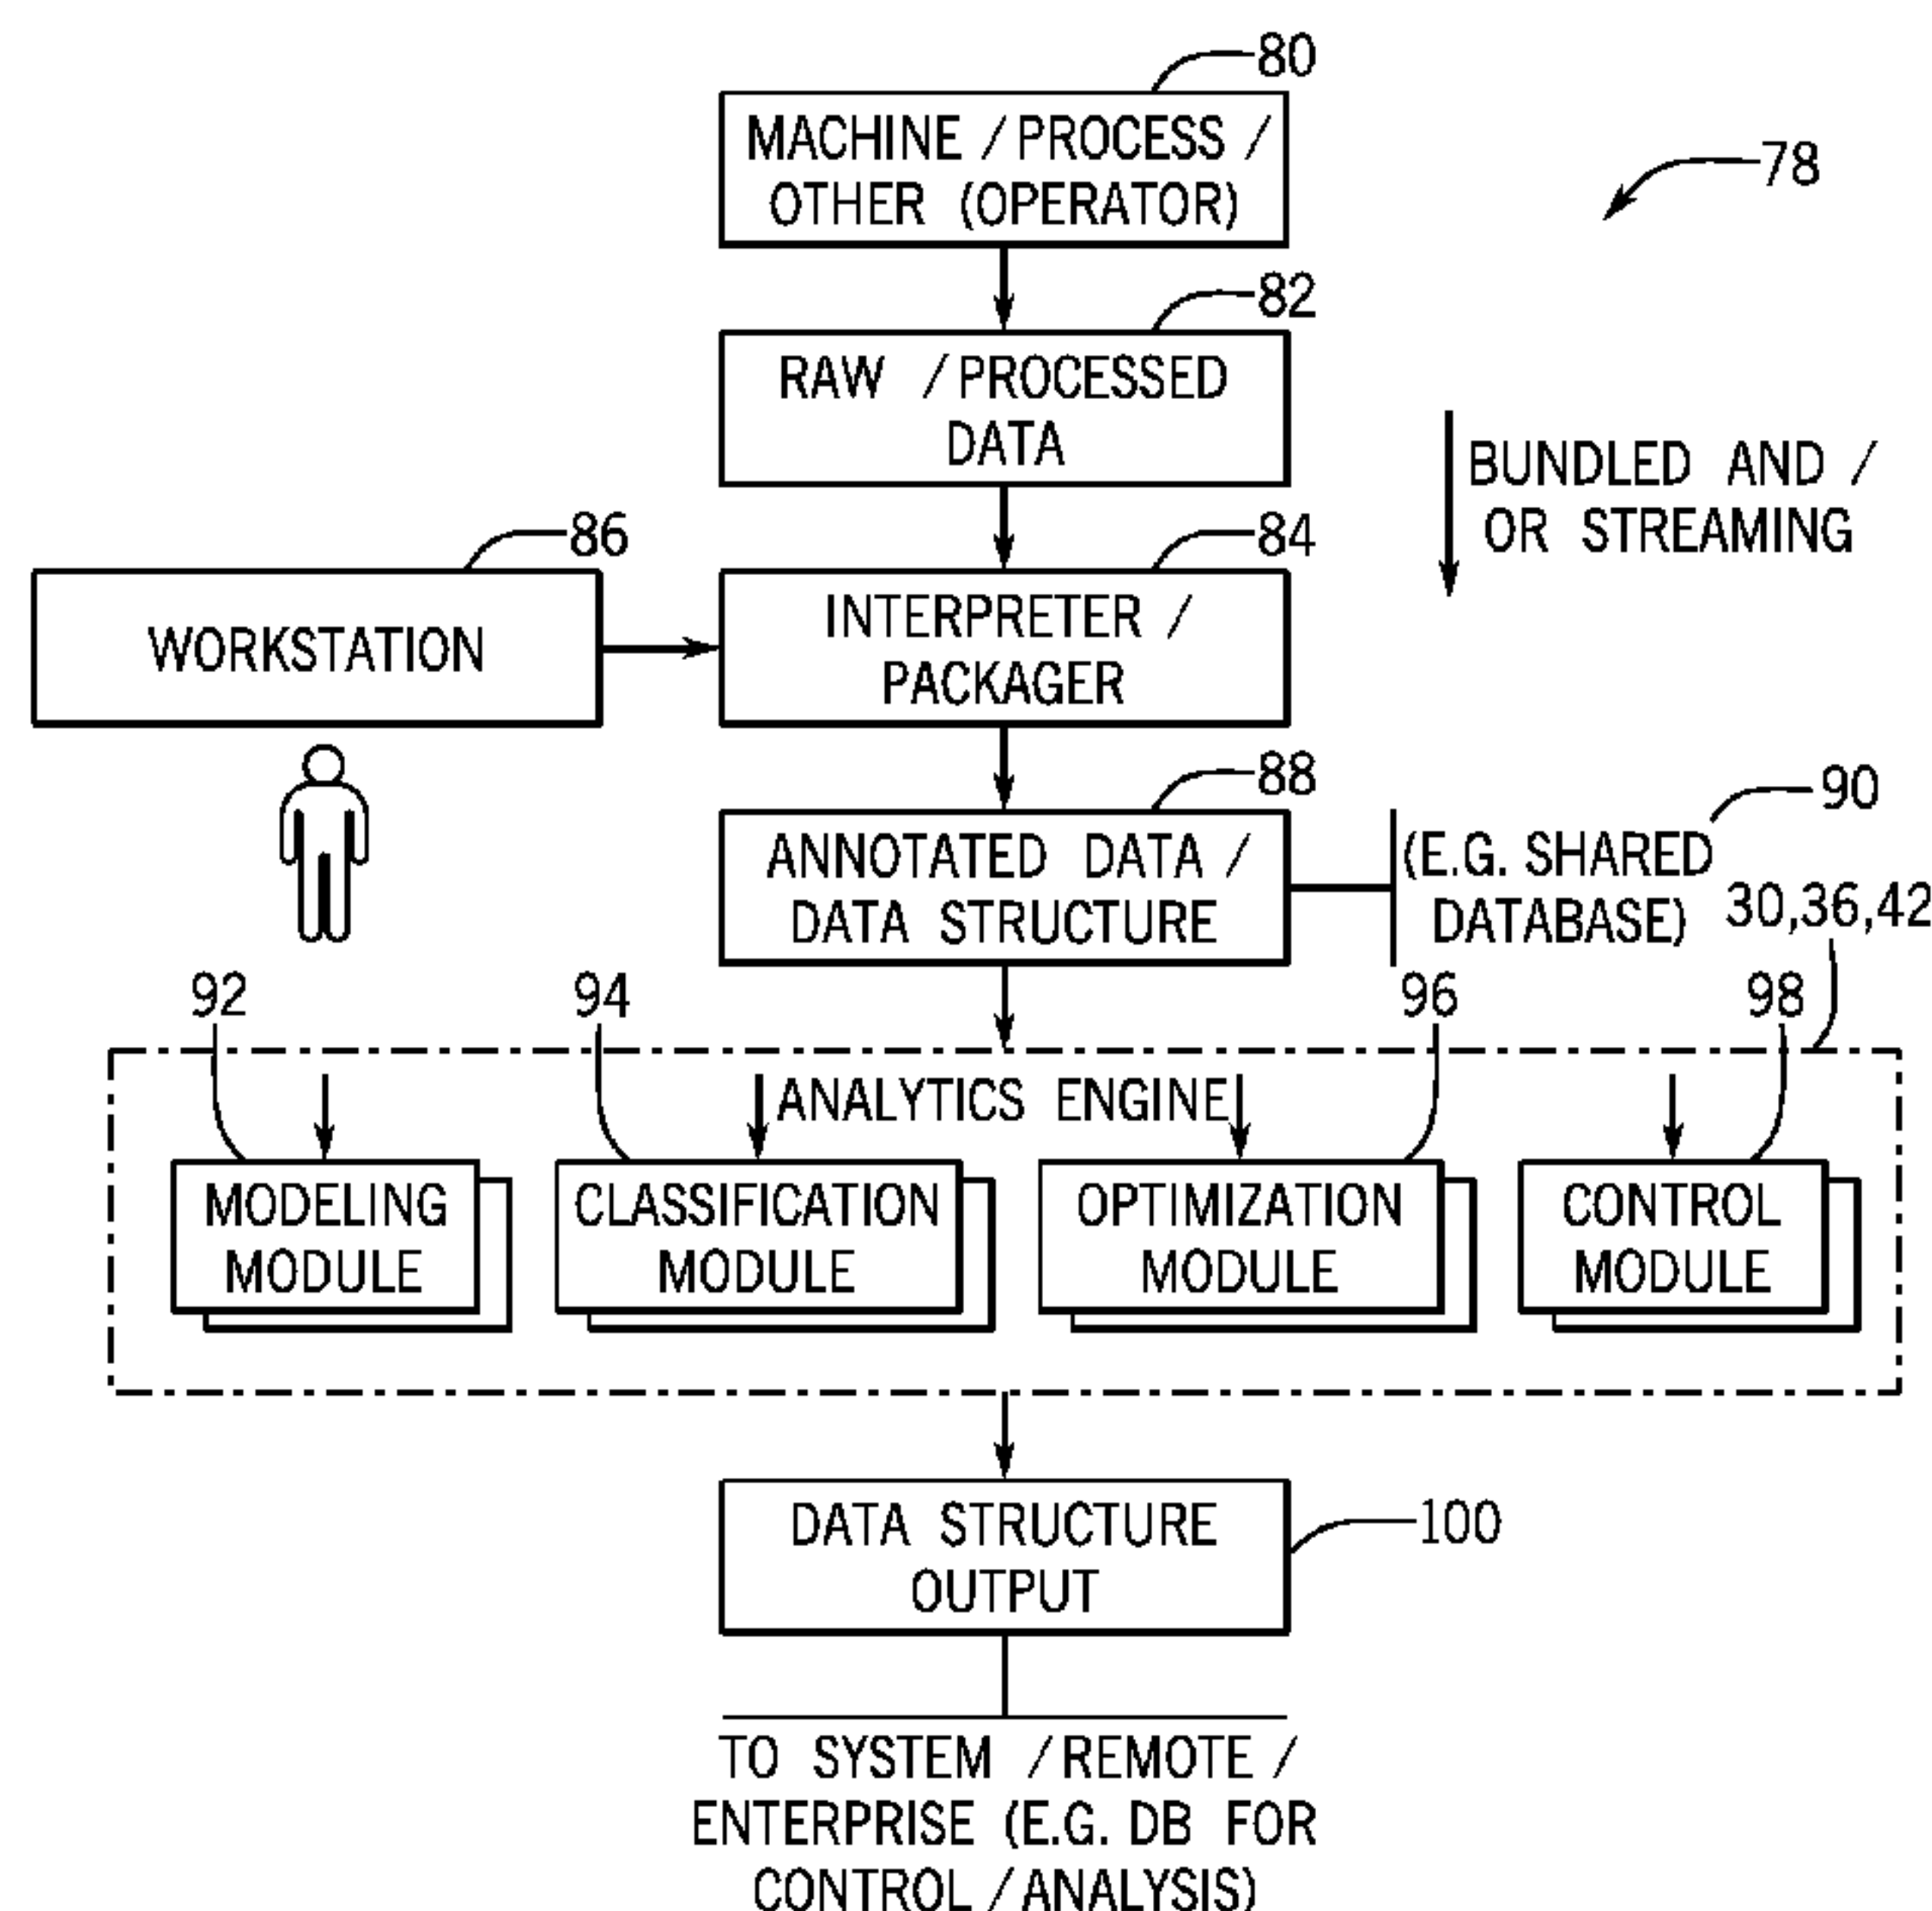 80
MACHINE / PROCESS /
OTHER (OPERATOR)
78
82
RAW / PROCESSED
DATA
BUNDLED AND /
OR STREAMING
86
84
WORKSTATION
INTERPRETER /
PACKAGER
88
90
ANNOTATED DATA /
DATA STRUCTURE
(E.G. SHARED
DATABASE)
30,36,42
92
94
96
98
ANALYTICS ENGINE
MODELING
MODULE
CLASSIFICATION
MODULE
OPTIMIZATION
MODULE
CONTROL
MODULE
DATA STRUCTURE
OUTPUT
100
TO SYSTEM / REMOTE /
ENTERPRISE (E.G. DB FOR
CONTROL / ANALYSIS)